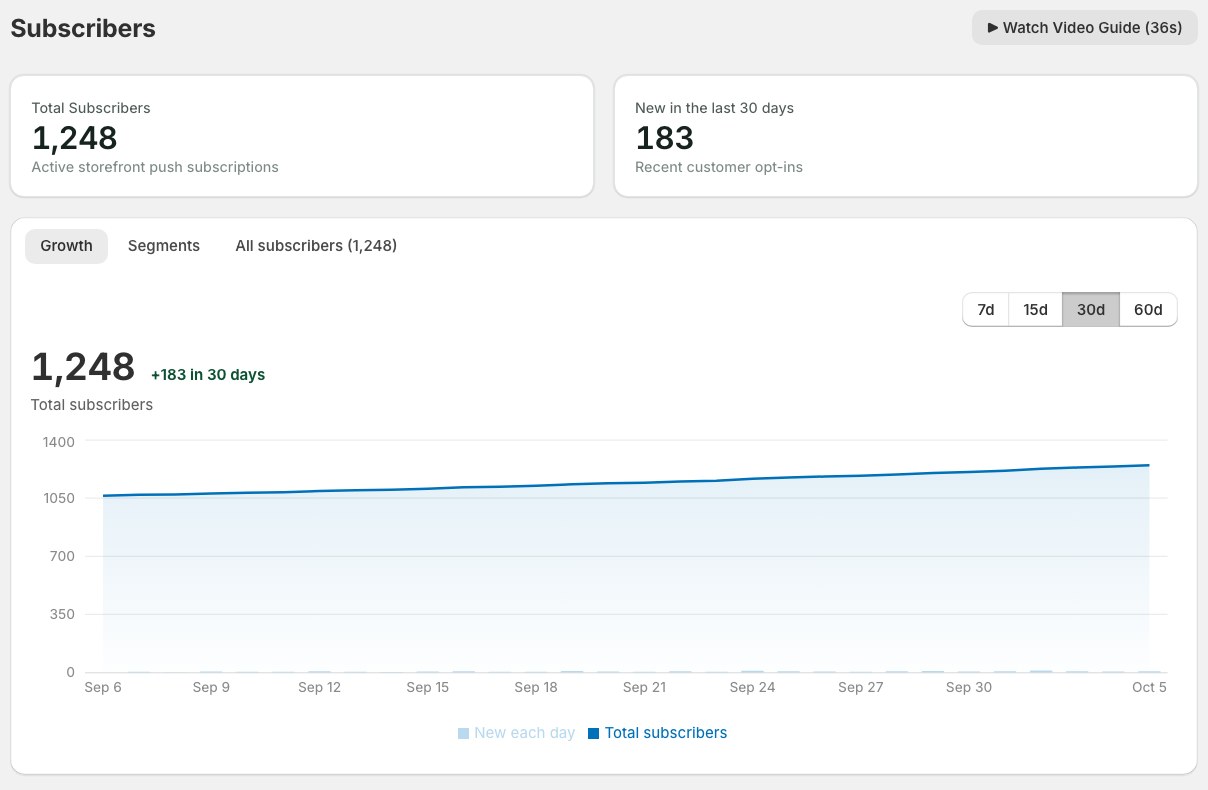 Subscribers
▶ Watch Video Guide (36s)
Total Subscribers
1,248
Active storefront push subscriptions
New in the last 30 days
183
Recent customer opt-ins
Growth Segments All subscribers (1,248)
7d 15d 30d 60d
1,248 +183 in 30 days
Total subscribers
1400
1050
700
350
0
Sep 6 Sep 9 Sep 12 Sep 15 Sep 18 Sep 21 Sep 24 Sep 27 Sep 30 Oct 5
New each day Total subscribers